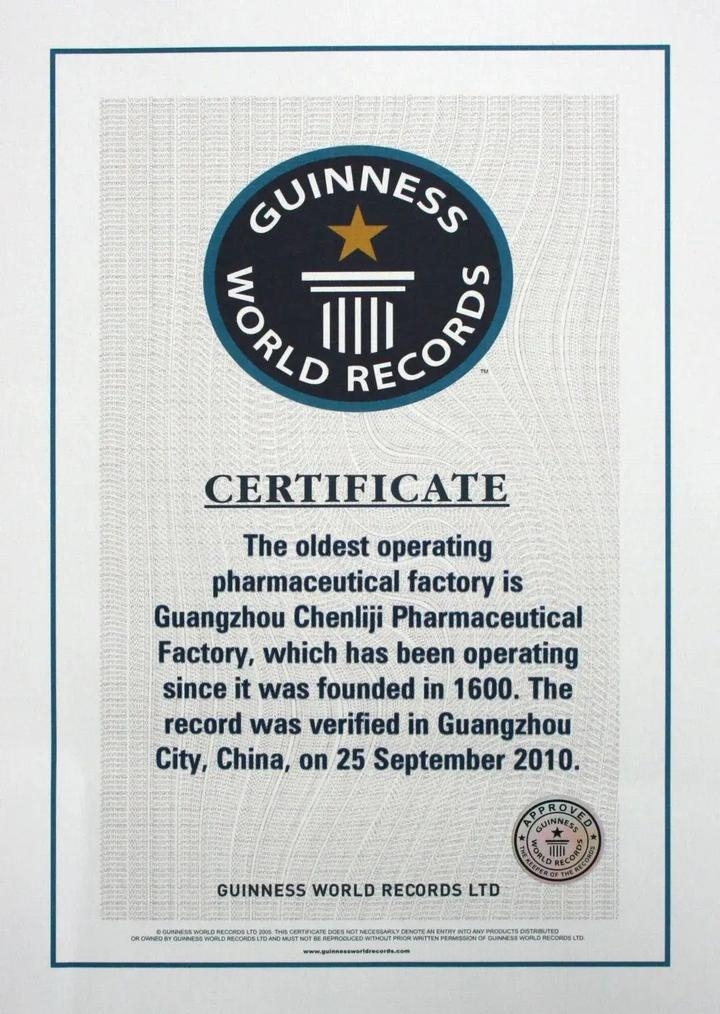 GUINNESS
WORLD RECORDS
TM
CERTIFICATE
The oldest operating
pharmaceutical factory is
Guangzhou Chenliji Pharmaceutical
Factory, which has been operating
since it was founded in 1600. The
record was verified in Guangzhou
City, China, on 25 September 2010.
APPROVED
GUINNESS
WORLD RECORDS
THE KEEPER OF THE RECORDS
GUINNESS WORLD RECORDS LTD
© GUINNESS WORLD RECORDS LTD 2005. THIS CERTIFICATE DOES NOT NECESSARILY DENOTE AN ENTRY INTO ANY PRODUCTS DISTRIBUTED
OR OWNED BY GUINNESS WORLD RECORDS LTD AND MUST NOT BE REPRODUCED WITHOUT PRIOR WRITTEN PERMISSION OF GUINNESS WORLD RECORDS LTD.
www.guinnessworldrecords.com